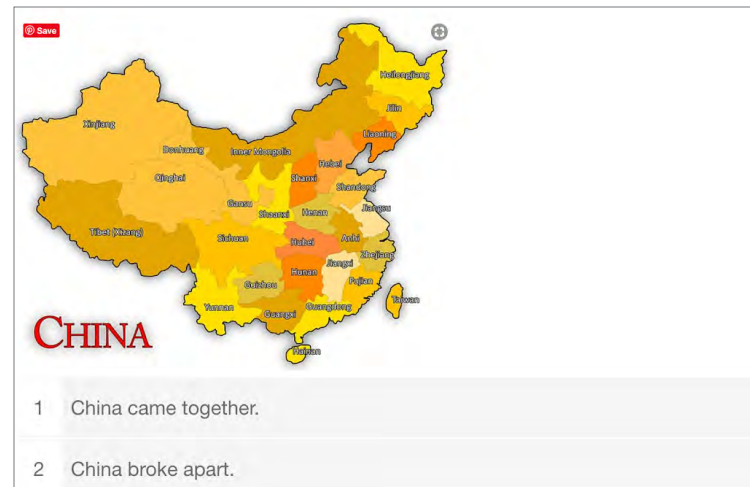 Save
Heilongjiang
Jilin
Xinjiang
Liaoning
Dunhuang
Inner Mongolia
Hebei
Qinghai
Shanxi
Shandong
Gansu
Jiangsu
Shaanxi
Henan
Tibet (Xizang)
Sichuan
Hubei
Anhi
Zhejiang
Jiangxi
Hunan
Guizhou
Fujian
Taiwan
Yunnan
Guangxi
Guangdong
CHINA
Hainan
1 China came together.
2 China broke apart.